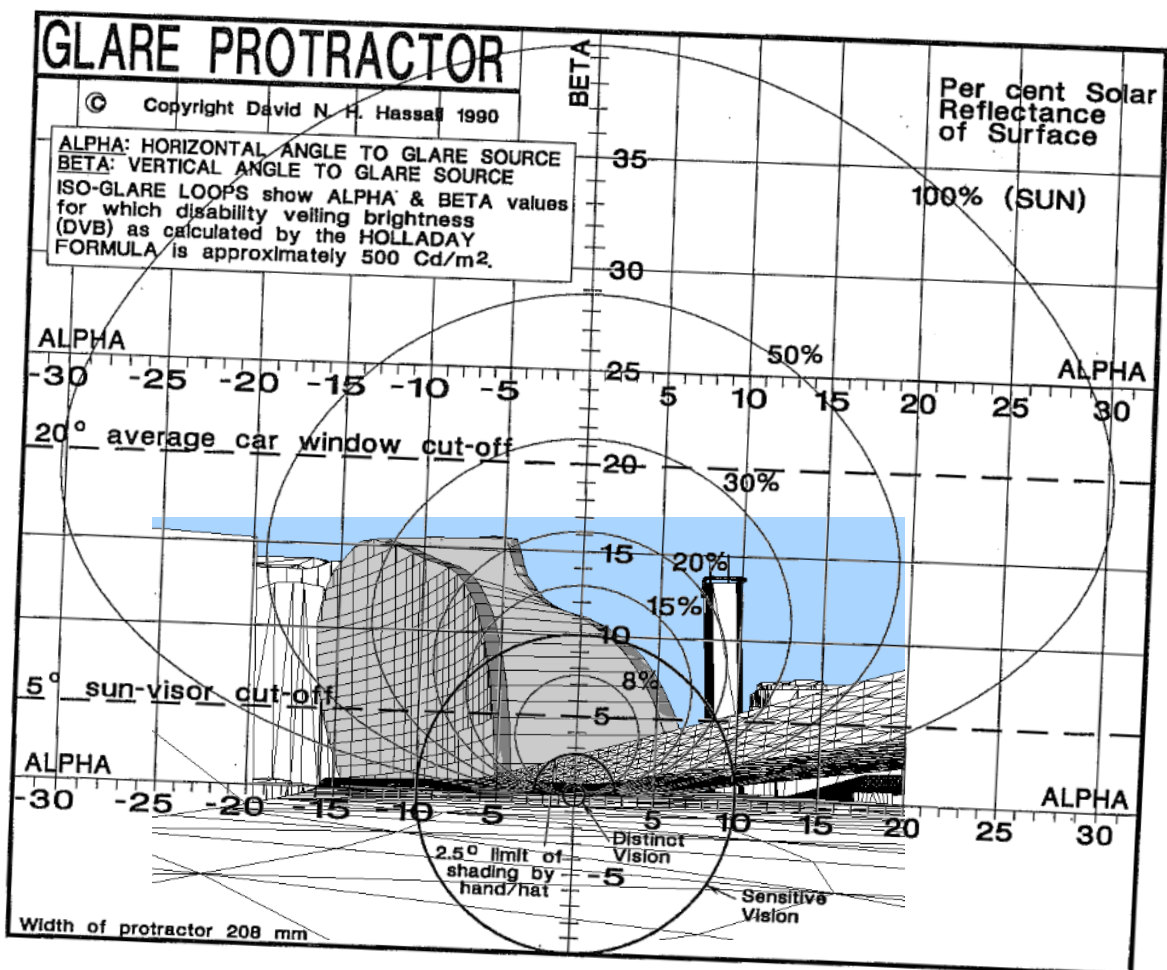 GLARE PROTRACTOR
© Copyright David N. H. Hassall 1990
ALPHA: HORIZONTAL ANGLE TO GLARE SOURCE
BETA: VERTICAL ANGLE TO GLARE SOURCE
ISO-GLARE LOOPS show ALPHA & BETA values
for which disability veiling brightness
(DVB) as calculated by the HOLLADAY
FORMULA is approximately 500 Cd/m².
BETA
Per cent Solar
Reflectance
of Surface
35
100% (SUN)
30
50%
ALPHA
25
ALPHA
-30 -25 -20 -15 -10 -5 5 10 15 20 25 30
20° average car window cut-off
20
30%
15
20%
15%
10
8%
5° sun-visor cut-off
5
ALPHA
ALPHA
-30 -25 -20 -15 -10 -5 5 10 15 20 25 30
Distinct
Vision
2.5° limit of
shading by
hand/hat
-5
Sensitive
Vision
Width of protractor 208 mm